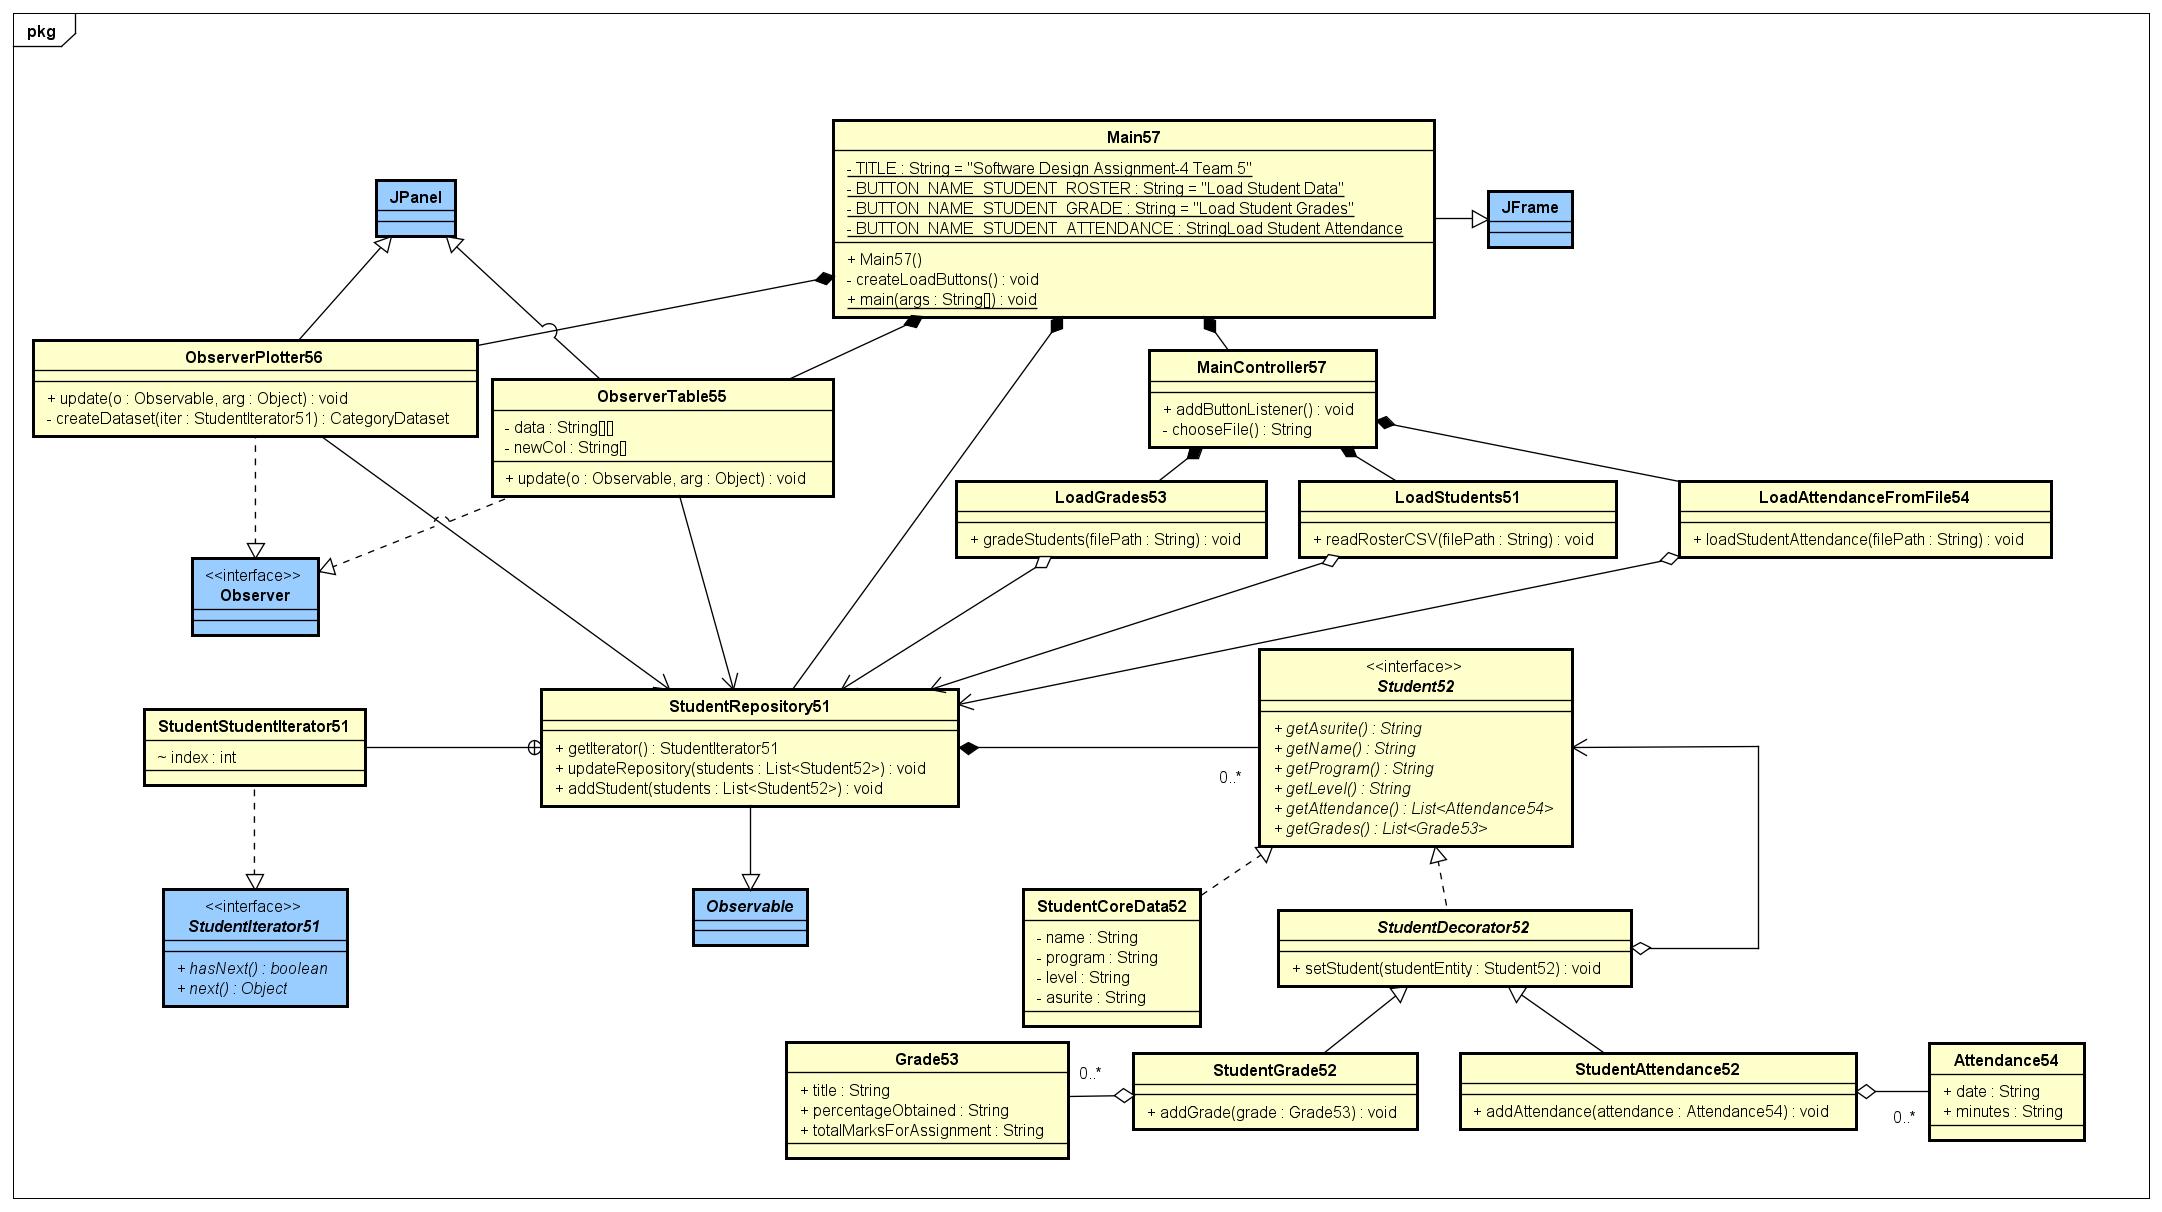 pkg
Main57
- TITLE : String = "Software Design Assignment-4 Team 5"
- BUTTON_NAME_STUDENT_ROSTER : String = "Load Student Data"
- BUTTON_NAME_STUDENT_GRADE : String = "Load Student Grades"
- BUTTON_NAME_STUDENT_ATTENDANCE : StringLoad Student Attendance
+ Main57()
- createLoadButtons() : void
+ main(args : String[]) : void
JPanel
JFrame
ObserverPlotter56
+ update(o : Observable, arg : Object) : void
- createDataset(iter : StudentIterator51) : CategoryDataset
ObserverTable55
- data : String[][]
- newCol : String[]
+ update(o : Observable, arg : Object) : void
MainController57
+ addButtonListener() : void
- chooseFile() : String
LoadGrades53
+ gradeStudents(filePath : String) : void
LoadStudents51
+ readRosterCSV(filePath : String) : void
LoadAttendanceFromFile54
+ loadStudentAttendance(filePath : String) : void
<<interface>>
Observer
StudentStudentIterator51
~ index : int
StudentRepository51
+ getIterator() : StudentIterator51
+ updateRepository(students : List<Student52>) : void
+ addStudent(students : List<Student52>) : void
0..*
<<interface>>
Student52
+ getAsurite() : String
+ getName() : String
+ getProgram() : String
+ getLevel() : String
+ getAttendance() : List<Attendance54>
+ getGrades() : List<Grade53>
<<interface>>
StudentIterator51
+ hasNext() : boolean
+ next() : Object
Observable
StudentCoreData52
- name : String
- program : String
- level : String
- asurite : String
StudentDecorator52
+ setStudent(studentEntity : Student52) : void
Grade53
+ title : String
+ percentageObtained : String
+ totalMarksForAssignment : String
0..*
StudentGrade52
+ addGrade(grade : Grade53) : void
StudentAttendance52
+ addAttendance(attendance : Attendance54) : void
0..*
Attendance54
+ date : String
+ minutes : String